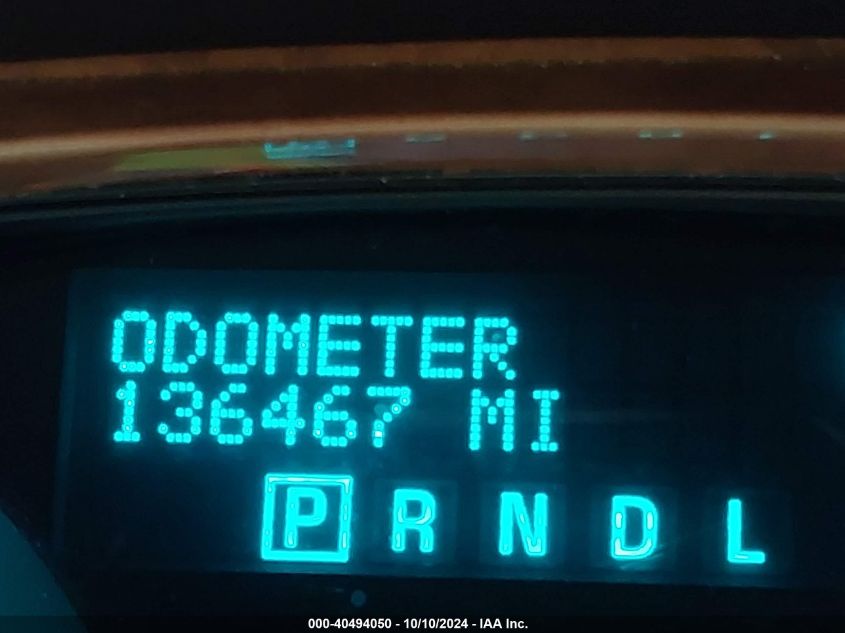 ODOMETER
136467 MI
P R N D L
000-40494050 - 10/10/2024 - IAA Inc.